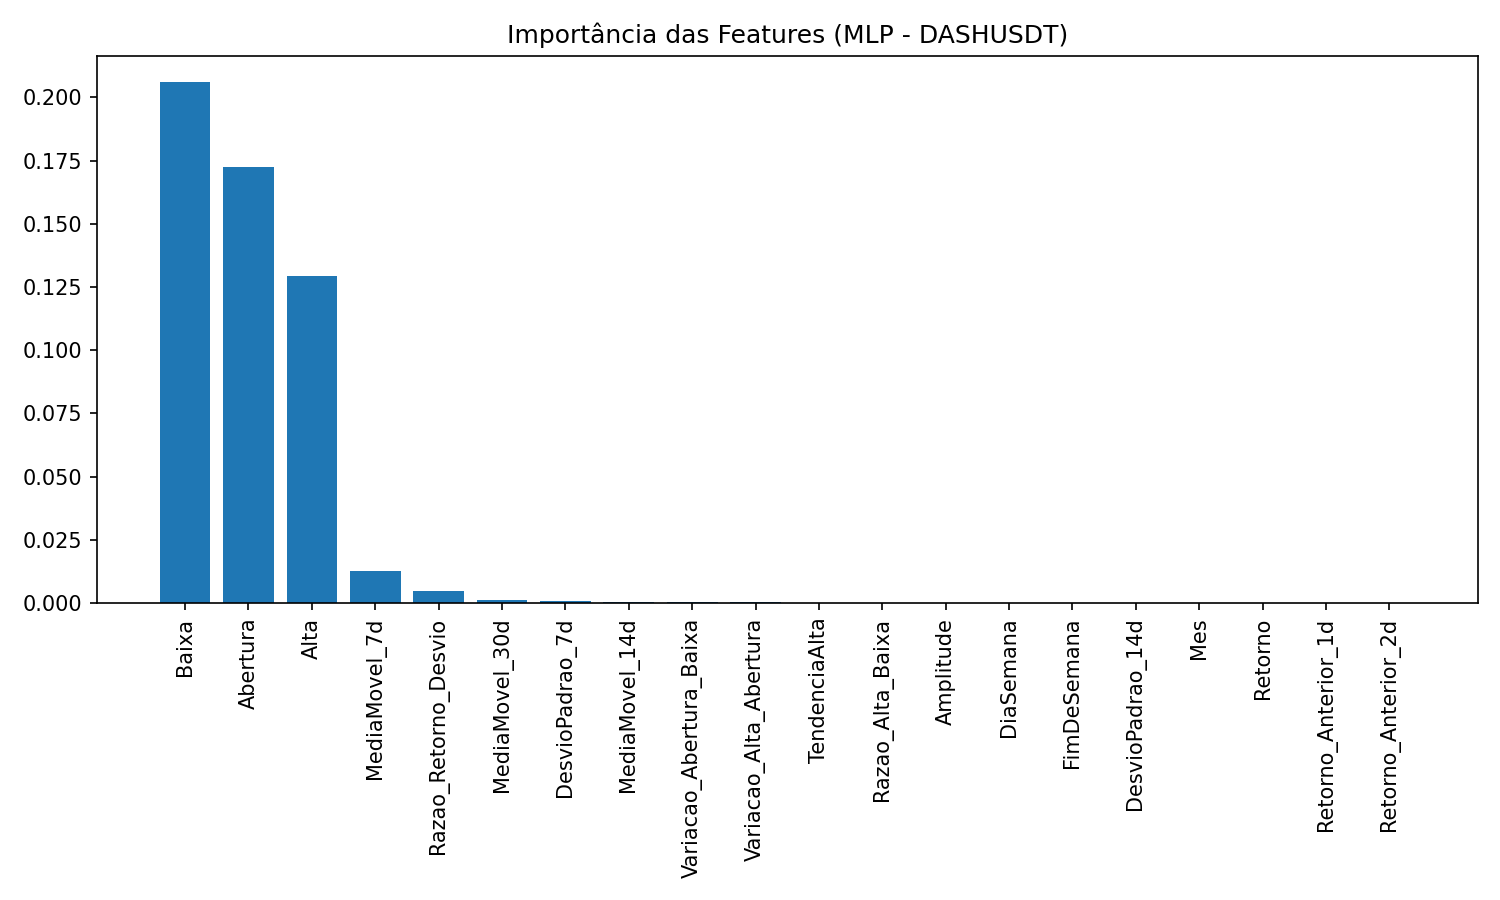 Importância das Features (MLP - DASHUSDT)
0.200
0.175
0.150
0.125
0.100
0.075
0.050
0.025
0.000
Baixa
Abertura
Alta
MediaMovel_7d
Razao_Retorno_Desvio
MediaMovel_30d
DesvioPadrao_7d
MediaMovel_14d
Variacao_Abertura_Baixa
Variacao_Alta_Abertura
TendenciaAlta
Razao_Alta_Baixa
Amplitude
DiaSemana
FimDeSemana
DesvioPadrao_14d
Mes
Retorno
Retorno_Anterior_1d
Retorno_Anterior_2d